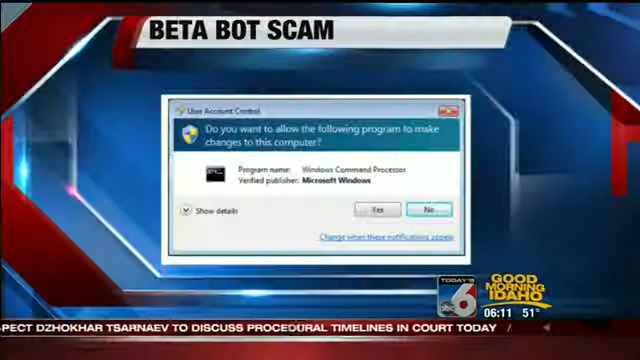 BETA BOT SCAM
User Account Control
Do you want to allow the following program to make
changes to this computer?
Program name: Windows Command Processor
Verified publisher: Microsoft Windows
Show details
Yes
No
Change when these notifications appear
TODAY'S
abc 6
GOOD
MORNING
IDAHO
06:11 51°
PECT DZHOKHAR TSARNAEV TO DISCUSS PROCEDURAL TIMELINES IN COURT TODAY /